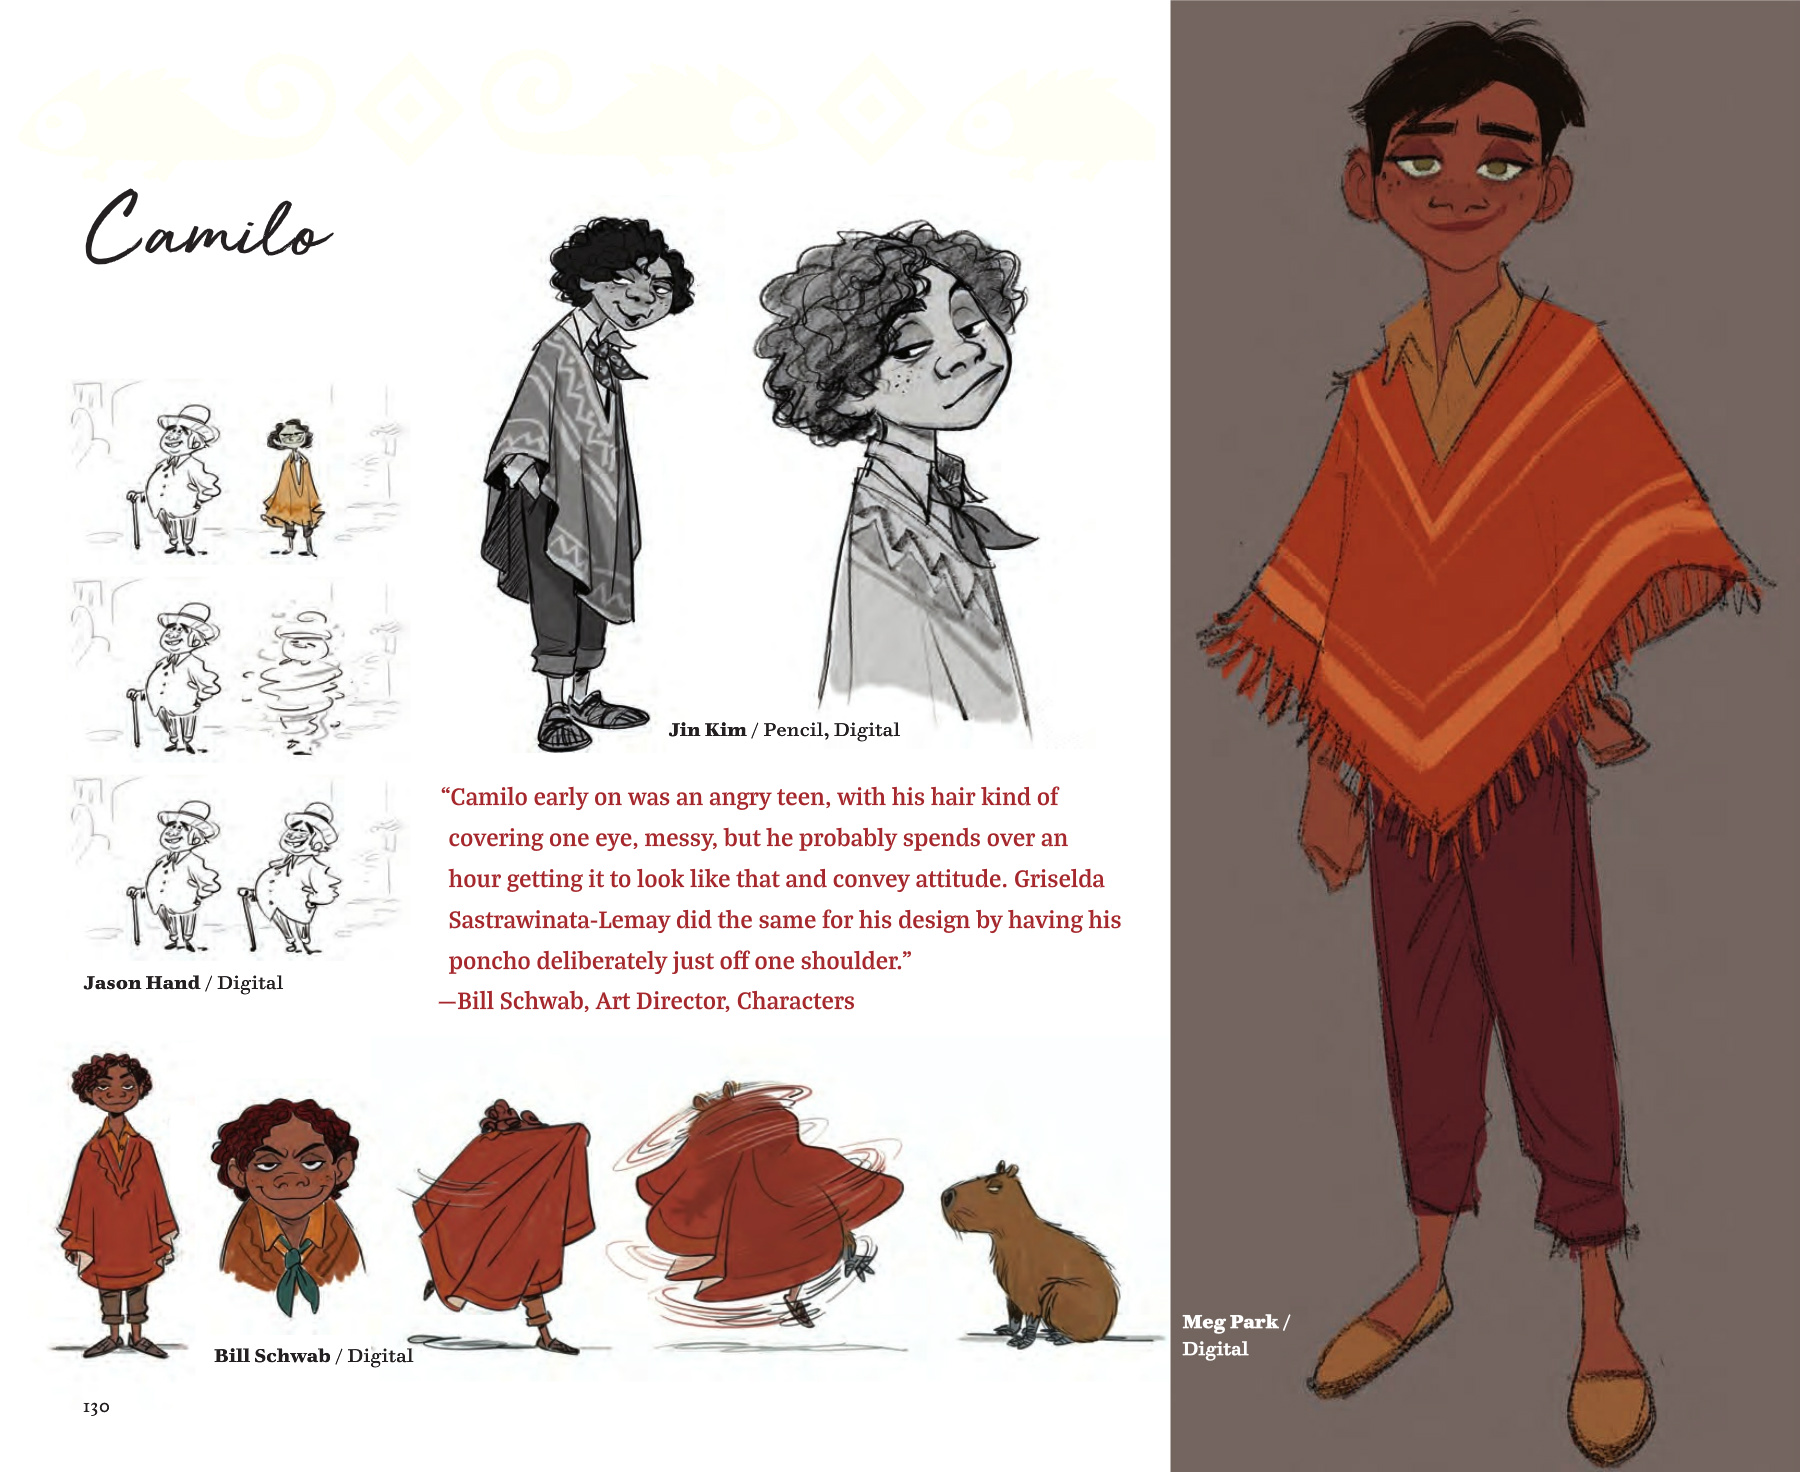 Camilo
Jin Kim / Pencil, Digital
“Camilo early on was an angry teen, with his hair kind of
covering one eye, messy, but he probably spends over an
hour getting it to look like that and convey attitude. Griselda
Sastrawinata-Lemay did the same for his design by having his
poncho deliberately just off one shoulder.”
—Bill Schwab, Art Director, Characters
Jason Hand / Digital
Bill Schwab / Digital
Meg Park /
Digital
130